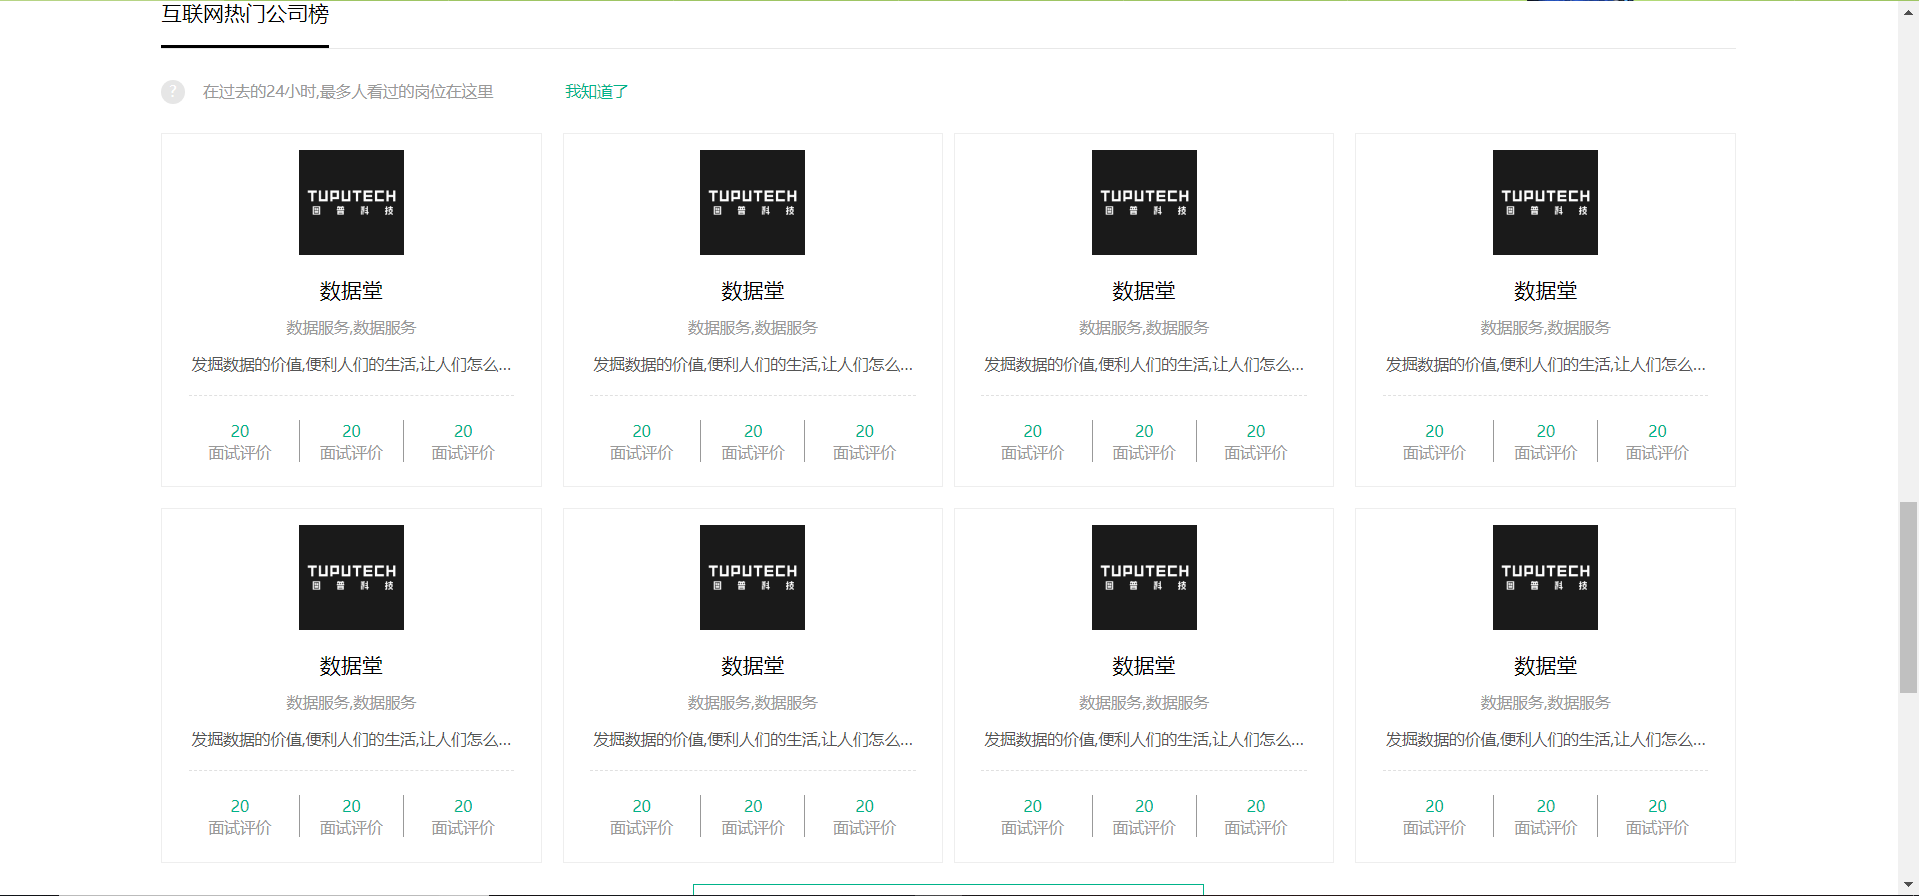 互联网热门公司榜
? 在过去的24小时,最多人看过的岗位在这里 我知道了
TUPUTECH TUPUTECH TUPUTECH TUPUTECH
图普科技 图普科技 图普科技 图普科技
数据堂 数据堂 数据堂 数据堂
数据服务,数据服务 数据服务,数据服务 数据服务,数据服务 数据服务,数据服务
发掘数据的价值,便利人们的生活,让人们怎么... 发掘数据的价值,便利人们的生活,让人们怎么... 发掘数据的价值,便利人们的生活,让人们怎么... 发掘数据的价值,便利人们的生活,让人们怎么...
20 20 20 20 20 20 20 20 20 20 20 20
面试评价 面试评价 面试评价 面试评价 面试评价 面试评价 面试评价 面试评价 面试评价 面试评价 面试评价 面试评价
TUPUTECH TUPUTECH TUPUTECH TUPUTECH
图普科技 图普科技 图普科技 图普科技
数据堂 数据堂 数据堂 数据堂
数据服务,数据服务 数据服务,数据服务 数据服务,数据服务 数据服务,数据服务
发掘数据的价值,便利人们的生活,让人们怎么... 发掘数据的价值,便利人们的生活,让人们怎么... 发掘数据的价值,便利人们的生活,让人们怎么... 发掘数据的价值,便利人们的生活,让人们怎么...
20 20 20 20 20 20 20 20 20 20 20 20
面试评价 面试评价 面试评价 面试评价 面试评价 面试评价 面试评价 面试评价 面试评价 面试评价 面试评价 面试评价